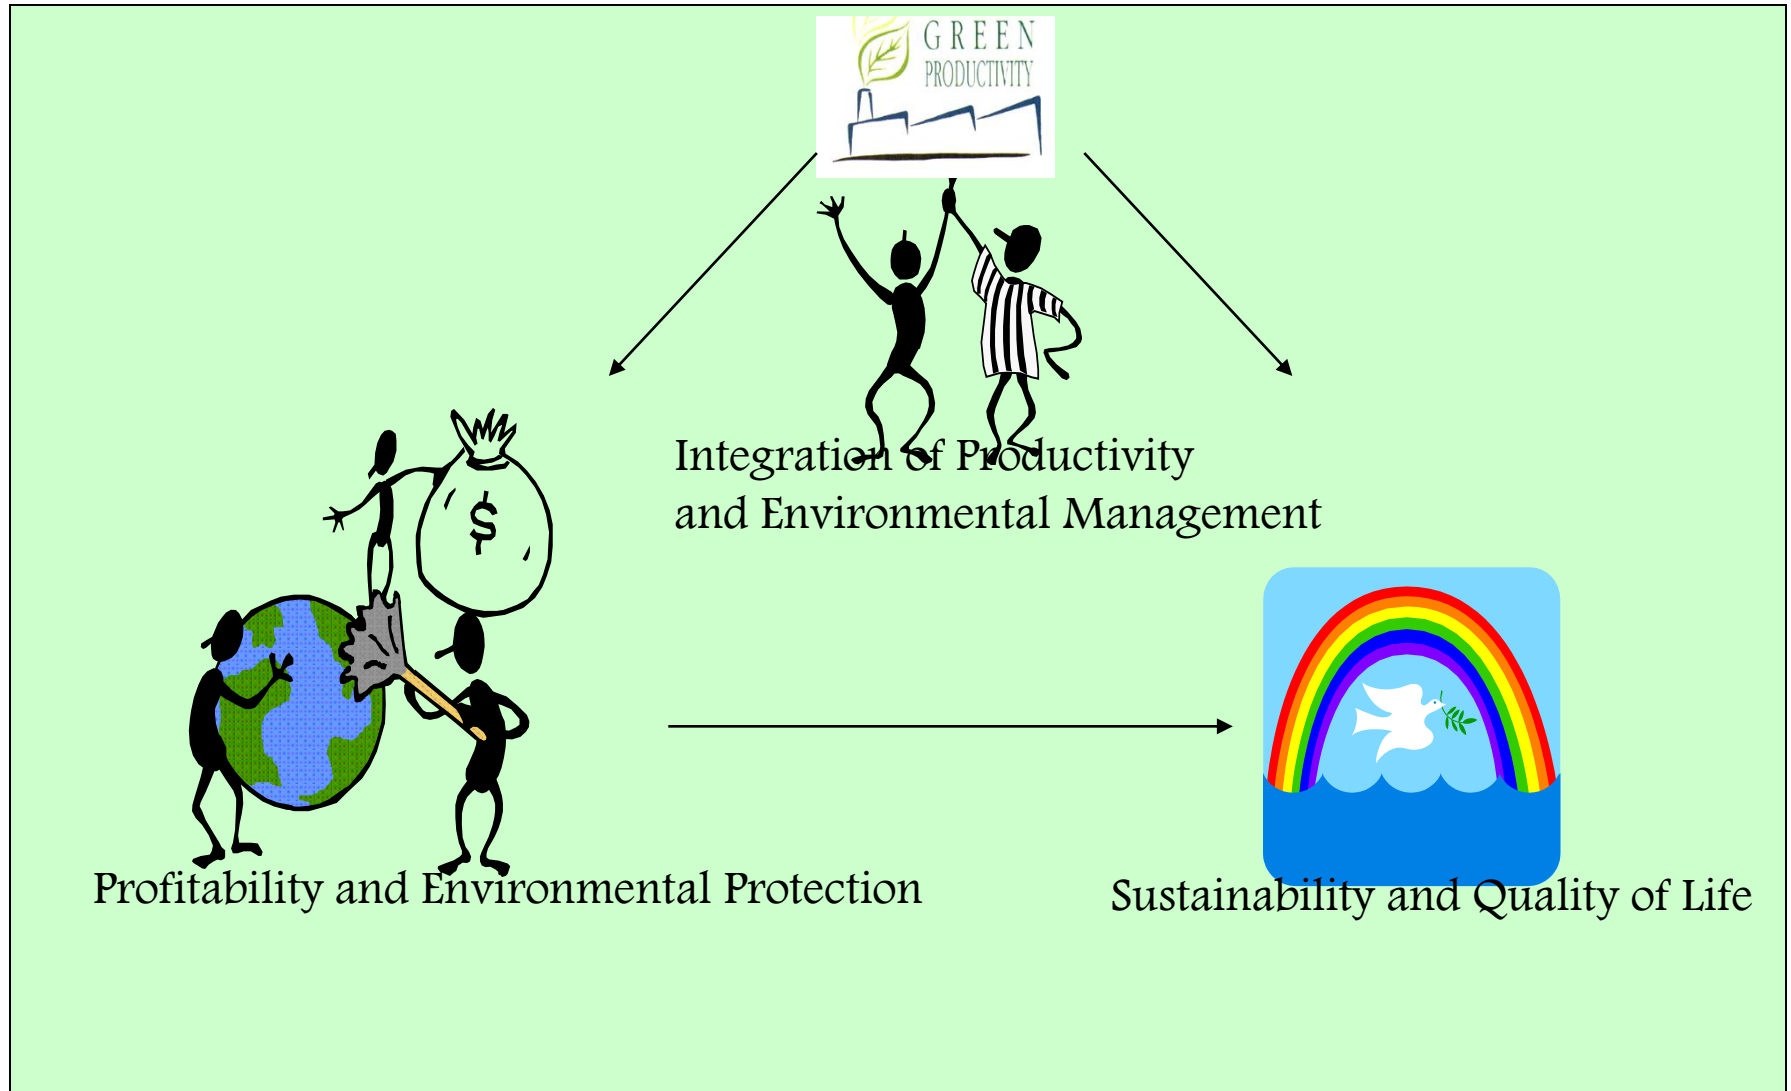 GREEN
PRODUCTIVITY
Integration of Productivity
and Environmental Management
$
Profitability and Environmental Protection
Sustainability and Quality of Life